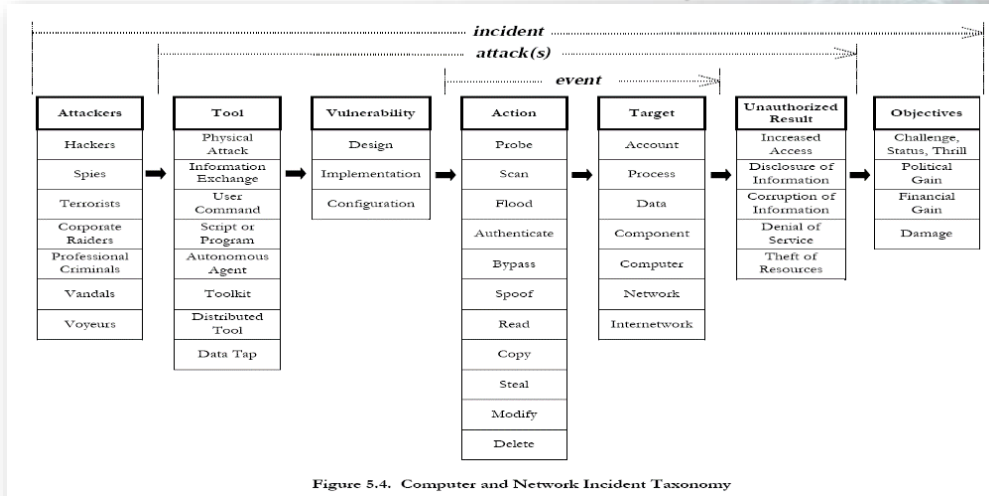 incident
attack(s)
event
Attackers
Hackers
Spies
Terrorists
Corporate
Raiders
Professional
Criminals
Vandals
Voyeurs
Tool
Physical
Attack
Information
Exchange
User
Command
Script or
Program
Autonomous
Agent
Toolkit
Distributed
Tool
Data Tap
Vulnerability
Design
Implementation
Configuration
Action
Probe
Scan
Flood
Authenticate
Bypass
Spoof
Read
Copy
Steal
Modify
Delete
Target
Account
Process
Data
Component
Computer
Network
Internetwork
Unauthorized
Result
Increased
Access
Disclosure of
Information
Corruption of
Information
Denial of
Service
Theft of
Resources
Objectives
Challenge,
Status, Thrill
Political
Gain
Financial
Gain
Damage
Figure 5.4. Computer and Network Incident Taxonomy